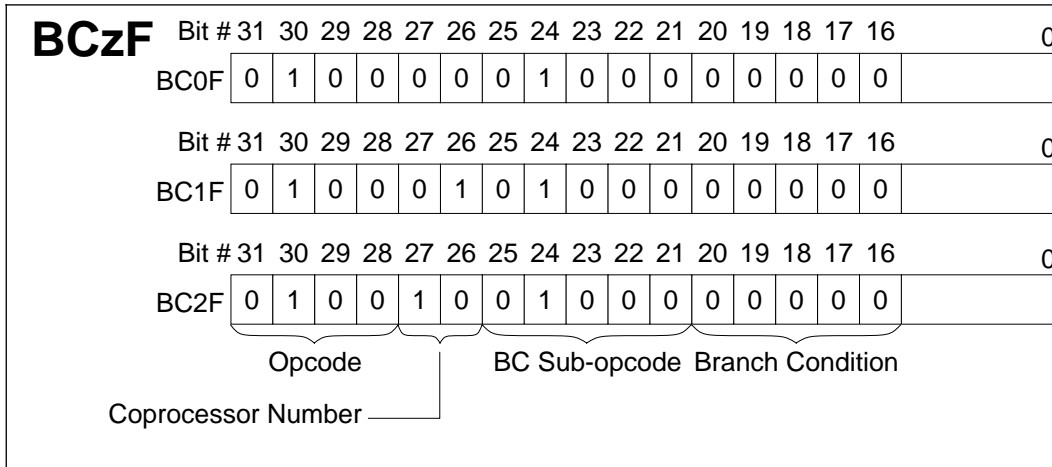 BCzF Bit # 31 30 29 28 27 26 25 24 23 22 21 20 19 18 17 16 0
BC0F 0 1 0 0 0 0 0 1 0 0 0 0 0 0 0 0
Bit # 31 30 29 28 27 26 25 24 23 22 21 20 19 18 17 16 0
BC1F 0 1 0 0 0 1 0 1 0 0 0 0 0 0 0 0
Bit # 31 30 29 28 27 26 25 24 23 22 21 20 19 18 17 16 0
BC2F 0 1 0 0 1 0 0 1 0 0 0 0 0 0 0 0
Opcode BC Sub-opcode Branch Condition
Coprocessor Number